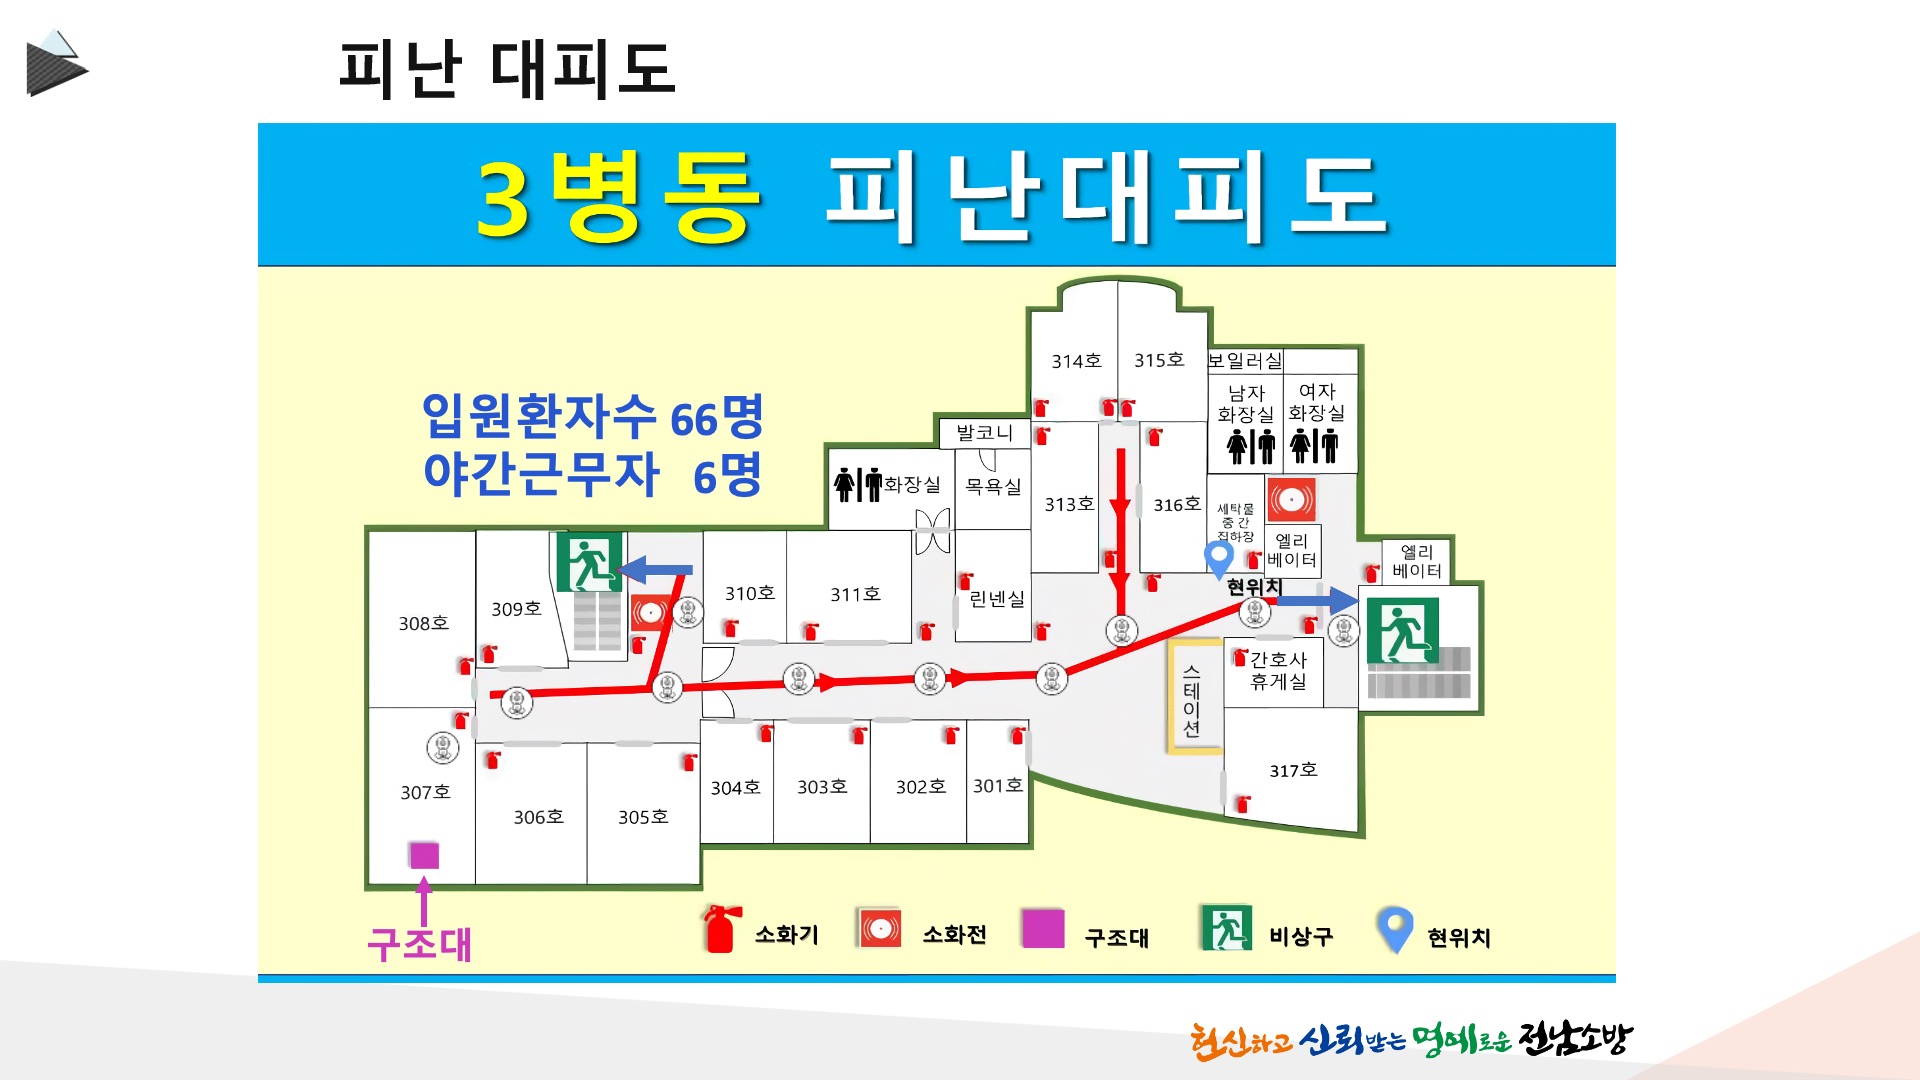 피난 대피도
3병동 피난대피도
입원환자수 66명
야간근무자 6명
314호
315호
보일러실
남자
화장실
여자
화장실
발코니
화장실
목욕실
313호
316호
세탁물
중 간
집하장
엘리
베이터
엘리
베이터
현위치
308호
309호
310호
311호
린넨실
스테이션
간호사
휴게실
307호
306호
305호
304호
303호
302호
301호
317호
구조대
소화기
소화전
구조대
비상구
현위치
헌신하고 신뢰받는 명예로운 전남소방